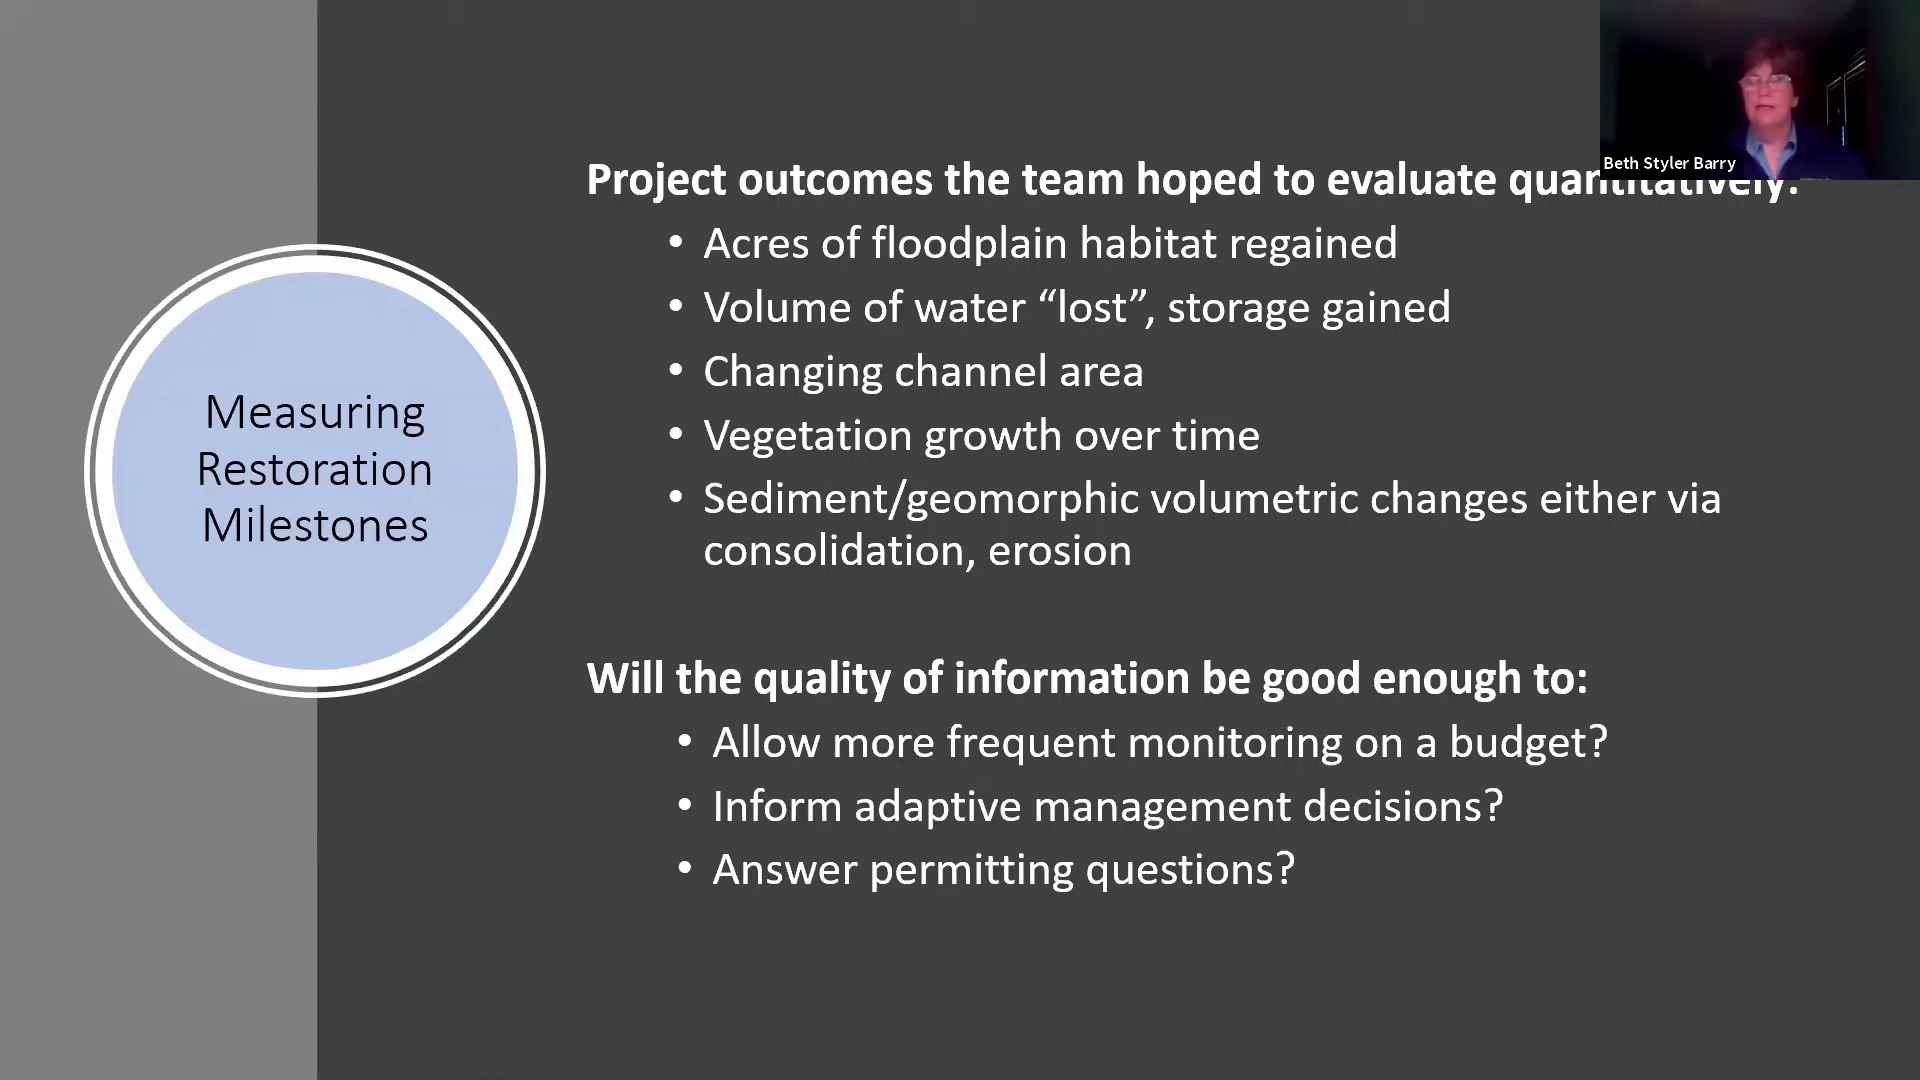 Beth Styler Barry
Project outcomes the team hoped to evaluate quantitatively:
• Acres of floodplain habitat regained
• Volume of water “lost”, storage gained
• Changing channel area
• Vegetation growth over time
• Sediment/geomorphic volumetric changes either via
consolidation, erosion
Measuring
Restoration
Milestones
Will the quality of information be good enough to:
• Allow more frequent monitoring on a budget?
• Inform adaptive management decisions?
• Answer permitting questions?